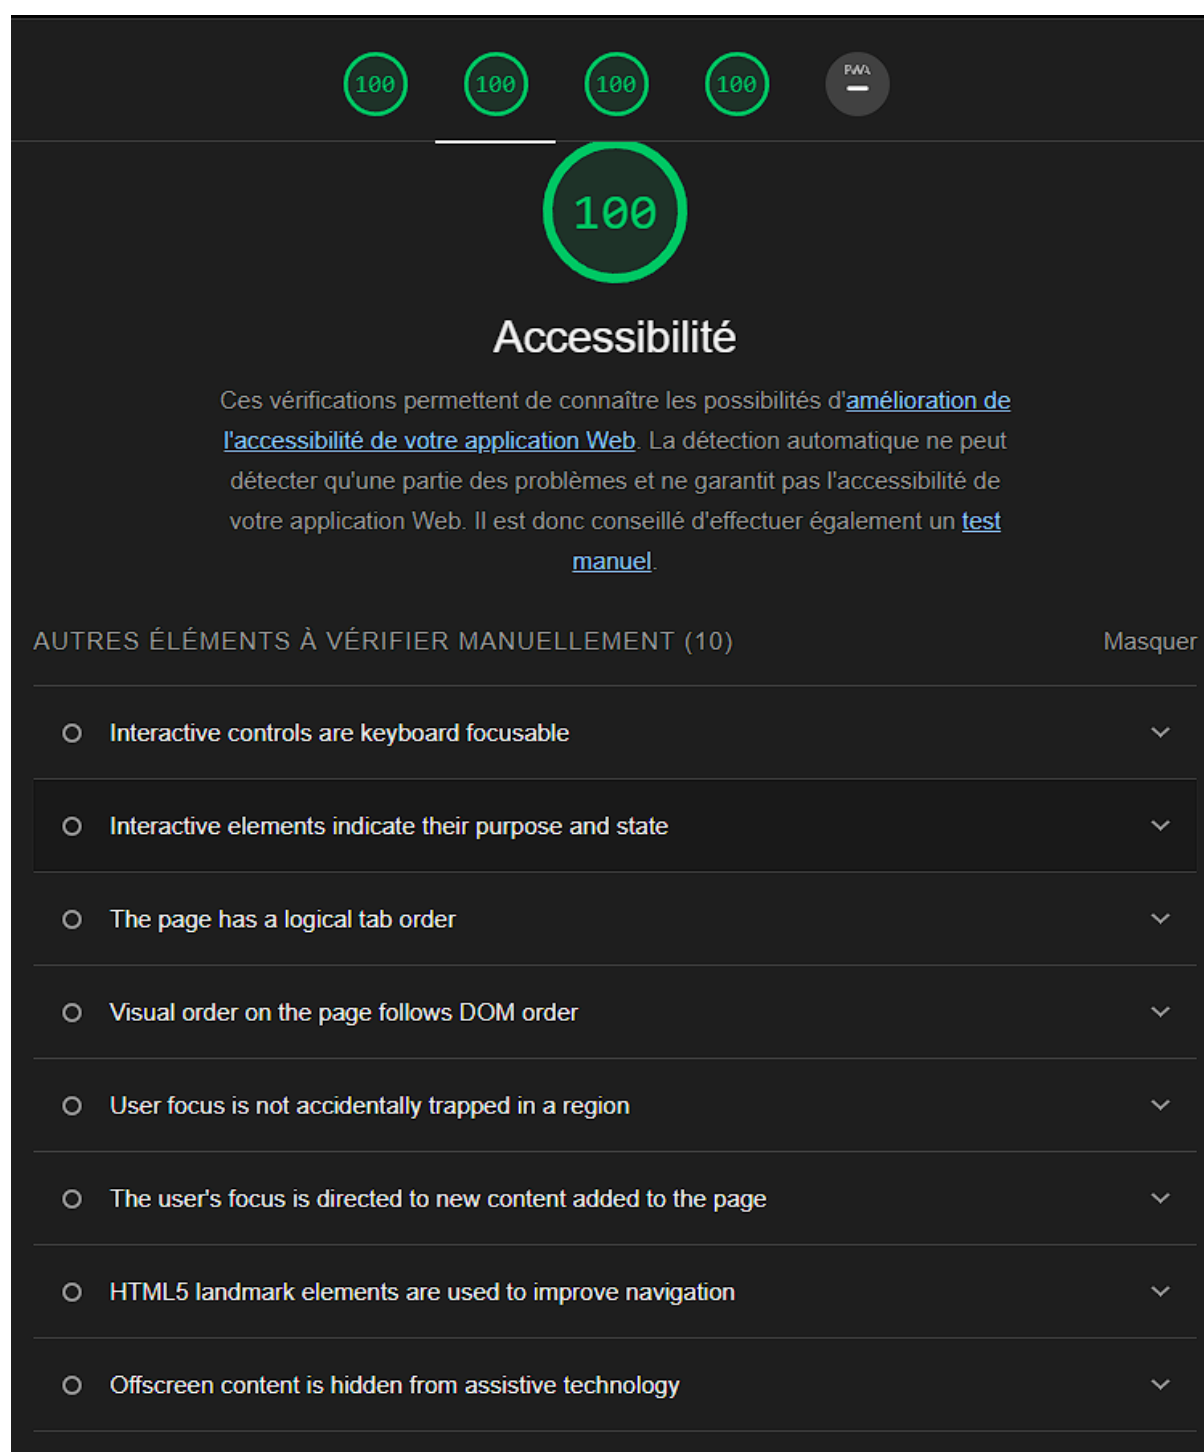 100 100 100 100 PWA
100
Accessibilité
Ces vérifications permettent de connaître les possibilités d'amélioration de
l'accessibilité de votre application Web. La détection automatique ne peut
détecter qu'une partie des problèmes et ne garantit pas l'accessibilité de
votre application Web. Il est donc conseillé d'effectuer également un test
manuel.
AUTRES ÉLÉMENTS À VÉRIFIER MANUELLEMENT (10) Masquer
Interactive controls are keyboard focusable
Interactive elements indicate their purpose and state
The page has a logical tab order
Visual order on the page follows DOM order
User focus is not accidentally trapped in a region
The user's focus is directed to new content added to the page
HTML5 landmark elements are used to improve navigation
Offscreen content is hidden from assistive technology